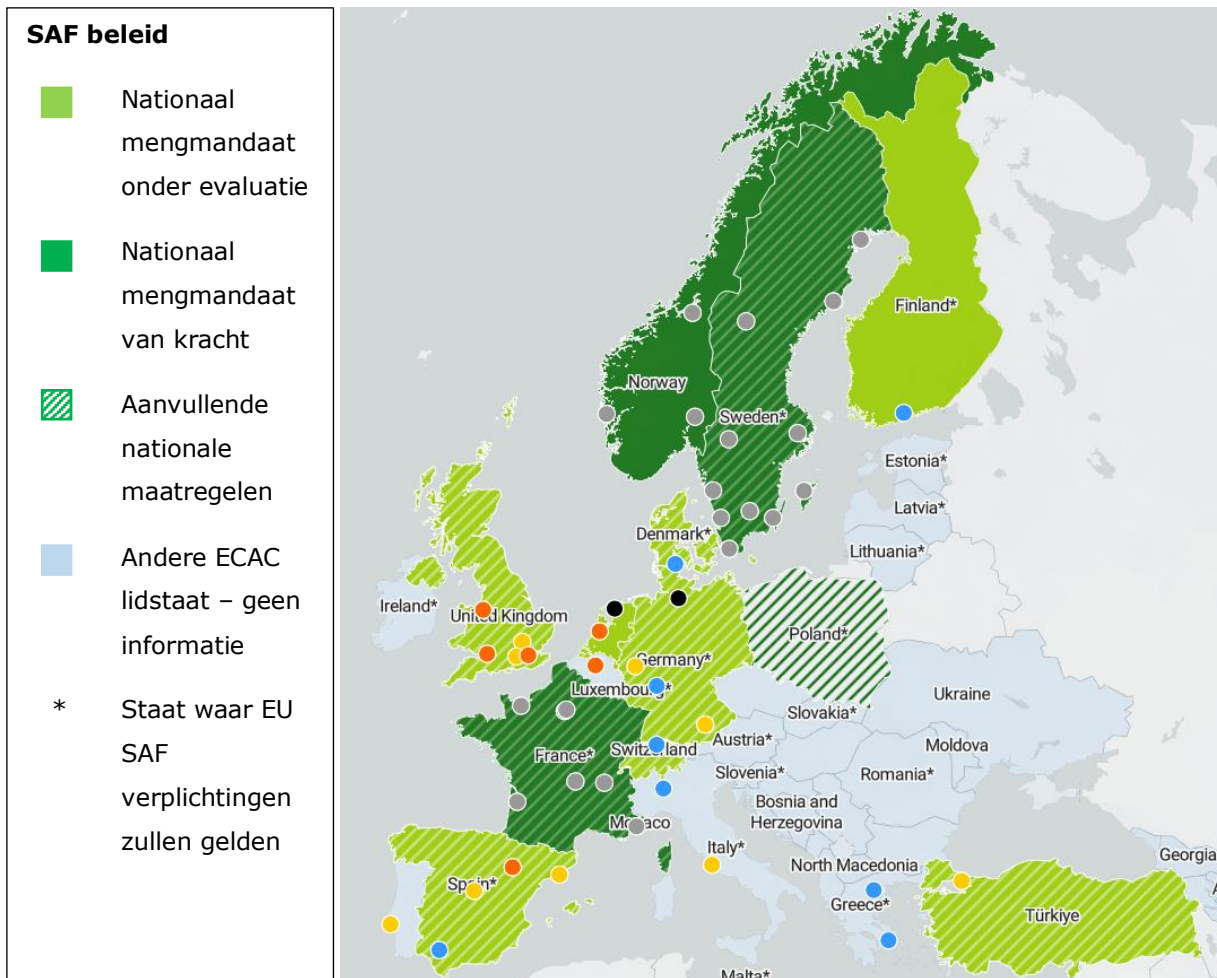 SAF beleid
Nationaal
mengmandaat
onder evaluatie
Nationaal
mengmandaat
van kracht
Aanvullende
nationale
maatregelen
Andere ECAC
lidstaat – geen
informatie
* Staat waar EU
SAF
verplichtingen
zullen gelden
Finland*
Norway
Sweden*
Estonia*
Latvia*
Denmark*
Lithuania*
Ireland*
United Kingdom
Poland*
Germany*
Luxembourg*
Ukraine
Slovakia*
France*
Switzerland
Austria*
Moldova
Slovenia*
Romania*
Bosnia and
Herzegovina
Monaco
Italy*
North Macedonia
Georgia
Spain*
Greece*
Türkiye
Malta*